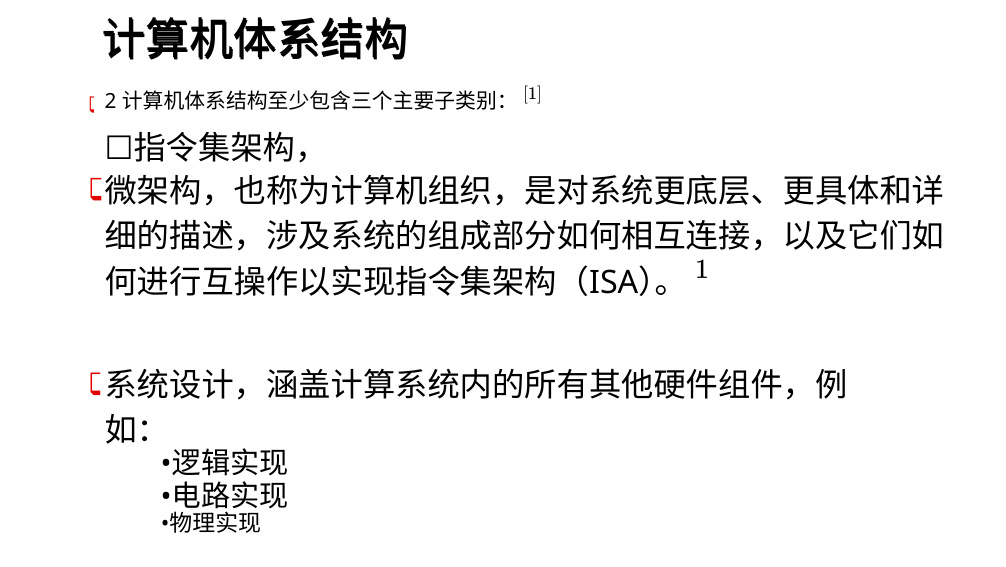 计算机体系结构
2 计算机体系结构至少包含三个主要子类别： [1]
☐指令集架构，
微架构，也称为计算机组织，是对系统更底层、更具体和详
细的描述，涉及系统的组成部分如何相互连接，以及它们如
何进行互操作以实现指令集架构（ISA）。 1
系统设计，涵盖计算系统内的所有其他硬件组件，例
如：
•逻辑实现
•电路实现
•物理实现